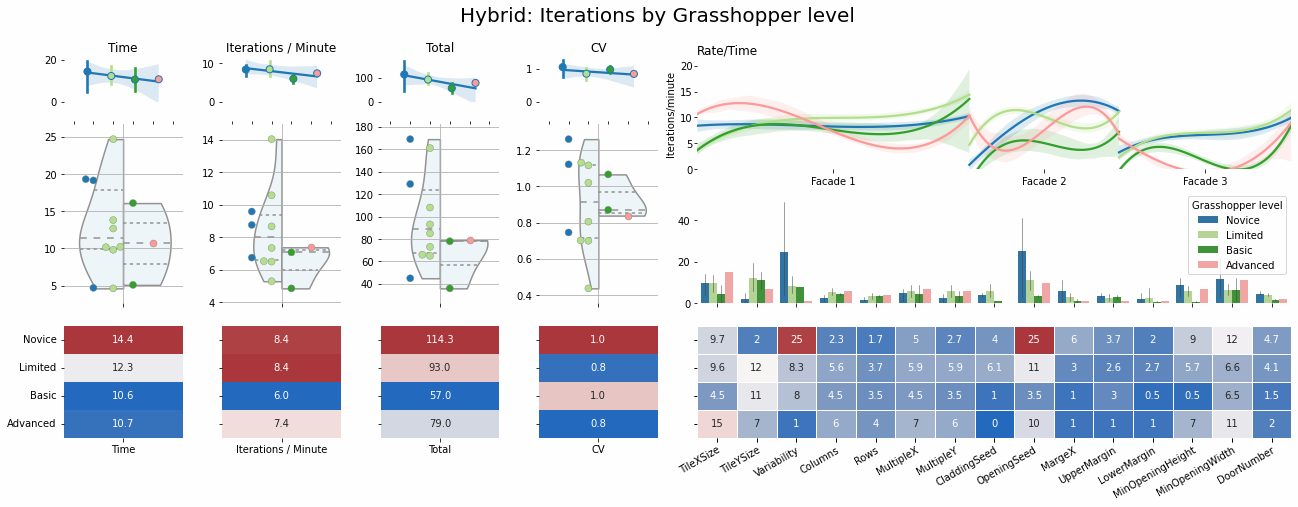 Hybrid: Iterations by Grasshopper level
Time
Iterations / Minute
Total
CV
Rate/Time
20
0
10
0
100
0
1
0
20
15
10
5
0
Iterations/minute
Facade 1
Facade 2
Facade 3
25
20
15
10
5
14
12
10
8
6
4
180
160
140
120
100
80
60
40
1.2
1.0
0.8
0.6
0.4
40
20
0
Grasshopper level
Novice
Limited
Basic
Advanced
Novice 14.4 8.4 114.3 1.0 9.7 2 25 2.3 1.7 5 2.7 4 25 6 3.7 2 9 12 4.7
Limited 12.3 8.4 93.0 0.8 9.6 12 8.3 5.6 3.7 5.9 5.9 6.1 11 3 2.6 2.7 5.7 6.6 4.1
Basic 10.6 6.0 57.0 1.0 4.5 11 8 4.5 3.5 4.5 3.5 1 3.5 1 3 0.5 0.5 6.5 1.5
Advanced 10.7 7.4 79.0 0.8 15 7 1 6 4 7 6 0 10 1 1 1 7 11 2
Time
Iterations / Minute
Total
CV
TileXSize
TileYSize
Variability
Columns
Rows
MultipleX
MultipleY
CladdingSeed
OpeningSeed
MargeX
UpperMargin
LowerMargin
MinOpeningHeight
MinOpeningWidth
DoorNumber